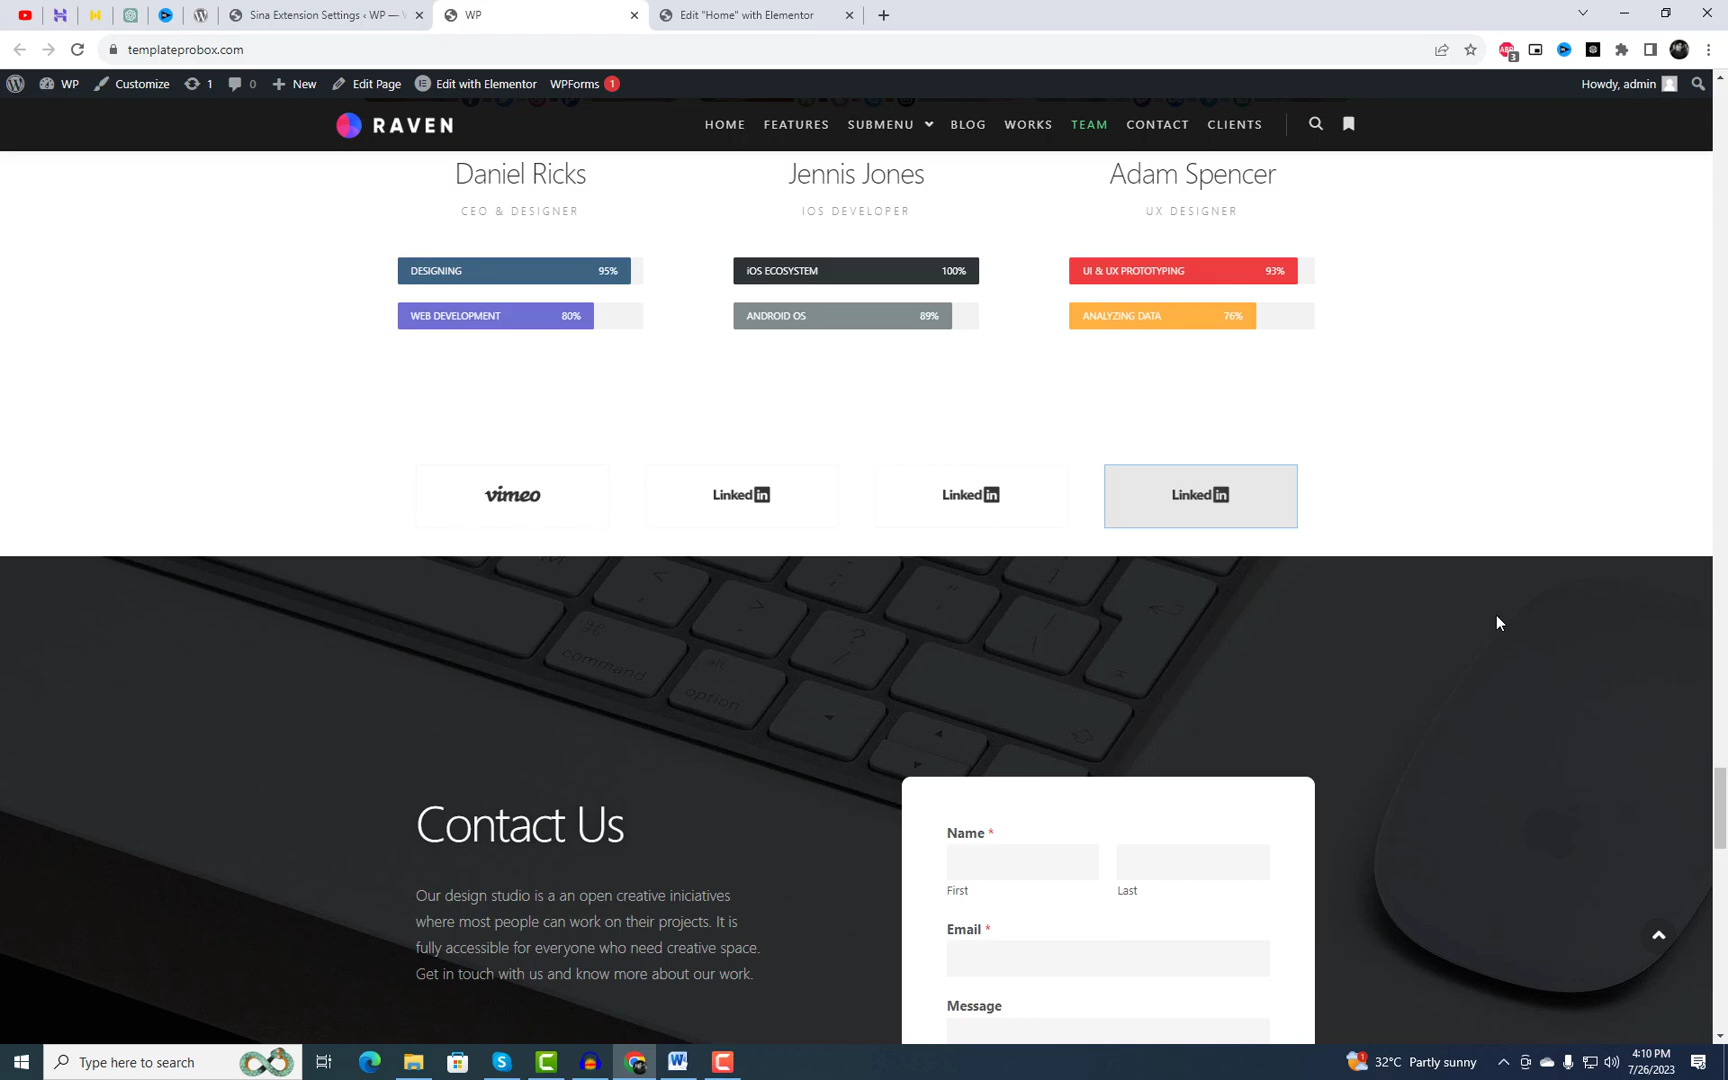 Sina Extension Settings ‹ WP —
WP
Edit "Home" with Elementor
templateprobox.com
3
WP
Customize
1
0
New
Edit Page
Edit with Elementor
WPForms 1
Howdy, admin
RAVEN
HOME
FEATURES
SUBMENU
BLOG
WORKS
TEAM
CONTACT
CLIENTS
Daniel Ricks
Jennis Jones
Adam Spencer
CEO & DESIGNER
IOS DEVELOPER
UX DESIGNER
DESIGNING 95%
iOS ECOSYSTEM 100%
UI & UX PROTOTYPING 93%
WEB DEVELOPMENT 80%
ANDROID OS 89%
ANALYZING DATA 76%
vimeo
Linked in
Linked in
Linked in
command
alt
option
Contact Us
Our design studio is a an open creative iniciatives
where most people can work on their projects. It is
fully accessible for everyone who need creative space.
Get in touch with us and know more about our work.
Name *
First
Last
Email *
Message
Type here to search
32°C Partly sunny
4:10 PM
7/26/2023